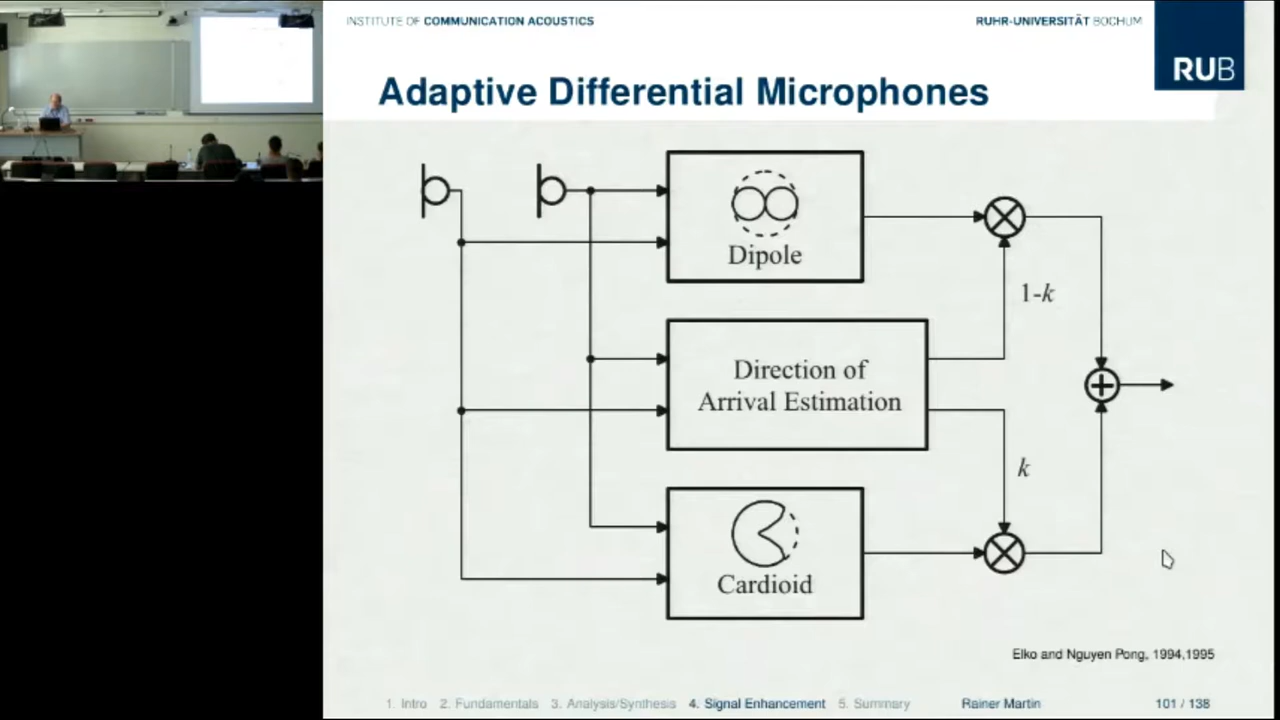 INSTITUTE OF COMMUNICATION ACOUSTICS
RUHR-UNIVERSITÄT BOCHUM
RUB
Adaptive Differential Microphones
Dipole
1-k
Direction of
Arrival Estimation
k
Cardioid
Elko and Nguyen Pong, 1994,1995
1. Intro 2. Fundamentals 3. Analysis/Synthesis 4. Signal Enhancement 5. Summary Rainer Martin 101 / 138